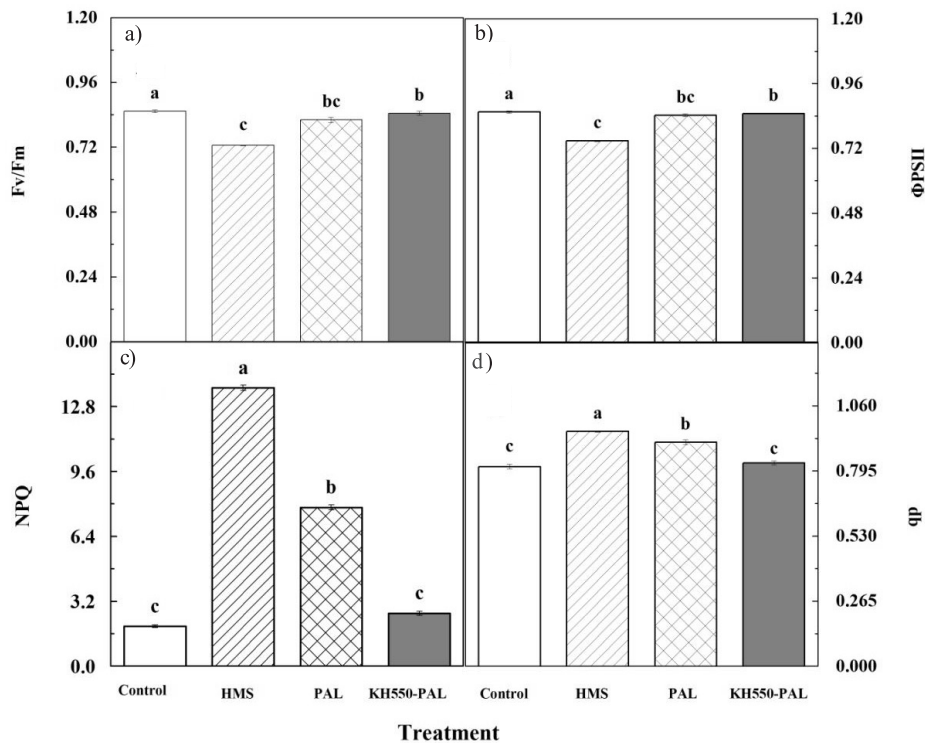 a)
1.20
0.96
0.72
0.48
0.24
0.00
Fv/Fm
a
c
bc
b
b)
1.20
0.96
0.72
0.48
0.24
0.00
ΦPSII
a
c
bc
b
c)
12.8
9.6
6.4
3.2
0.0
NPQ
c
a
b
c
Control HMS PAL KH550-PAL
d)
1.060
0.795
0.530
0.265
0.000
qp
c
a
b
c
Control HMS PAL KH550-PAL
Treatment